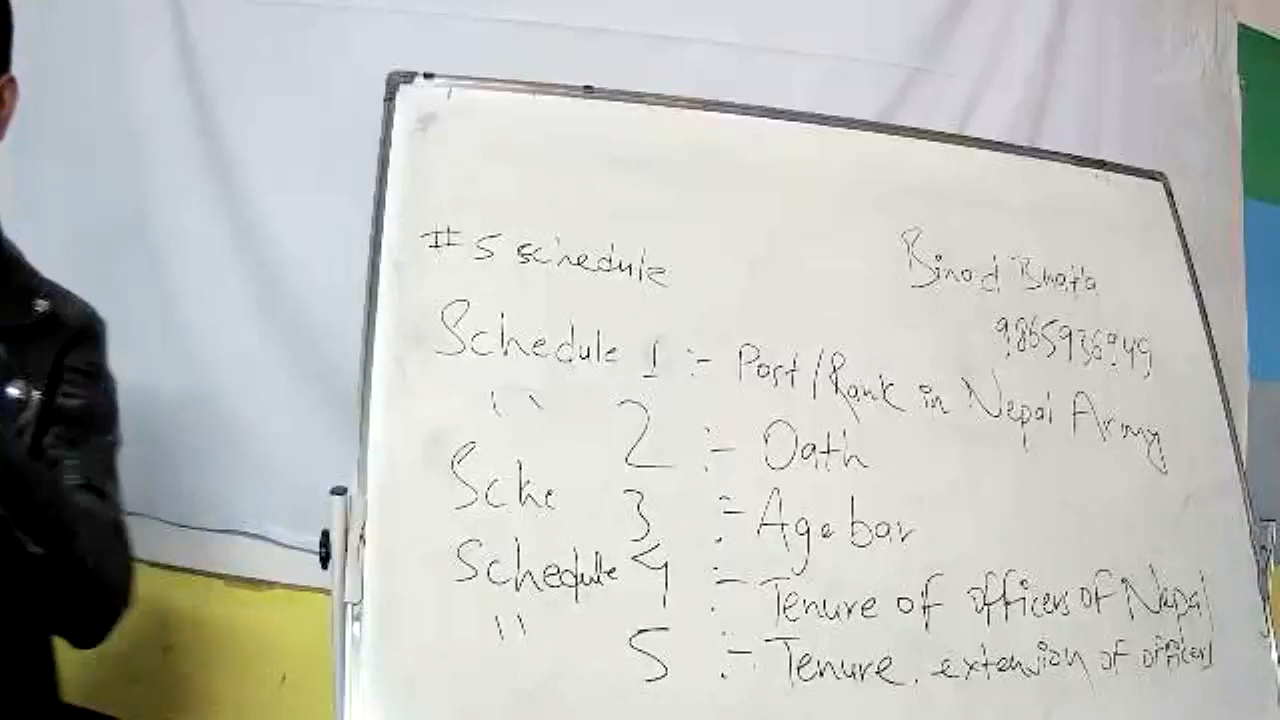 # 5 schedule
Binod Bhatta
9865936949
Schedule 1 :- Post/Rank in Nepal Army
" 2 :- Oath
Sche 3 :- Age bar
Schedule 4 :- Tenure of officers of Nepal
" 5 :- Tenure extension of officers